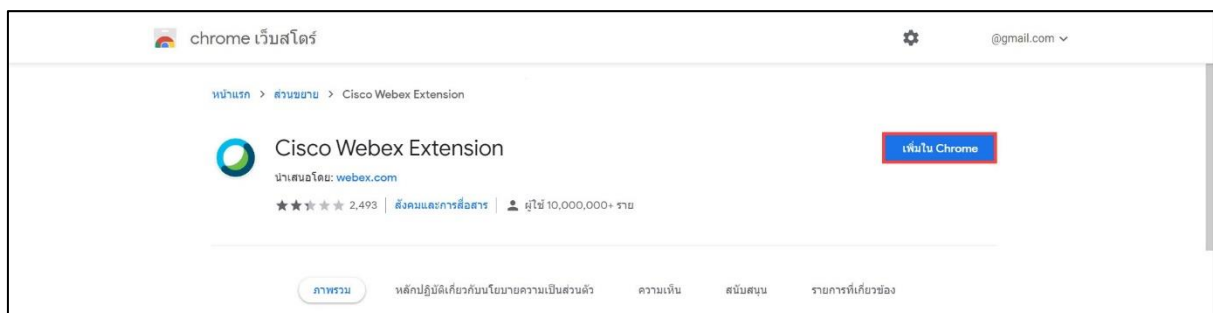 chrome เว็บสโตร์
@gmail.com
หน้าแรก > ส่วนขยาย > Cisco Webex Extension
Cisco Webex Extension
เพิ่มใน Chrome
นำเสนอโดย: webex.com
2,493 สังคมและการสื่อสาร ผู้ใช้ 10,000,000+ ราย
ภาพรวม หลักปฏิบัติเกี่ยวกับนโยบายความเป็นส่วนตัว ความเห็น สนับสนุน รายการที่เกี่ยวข้อง